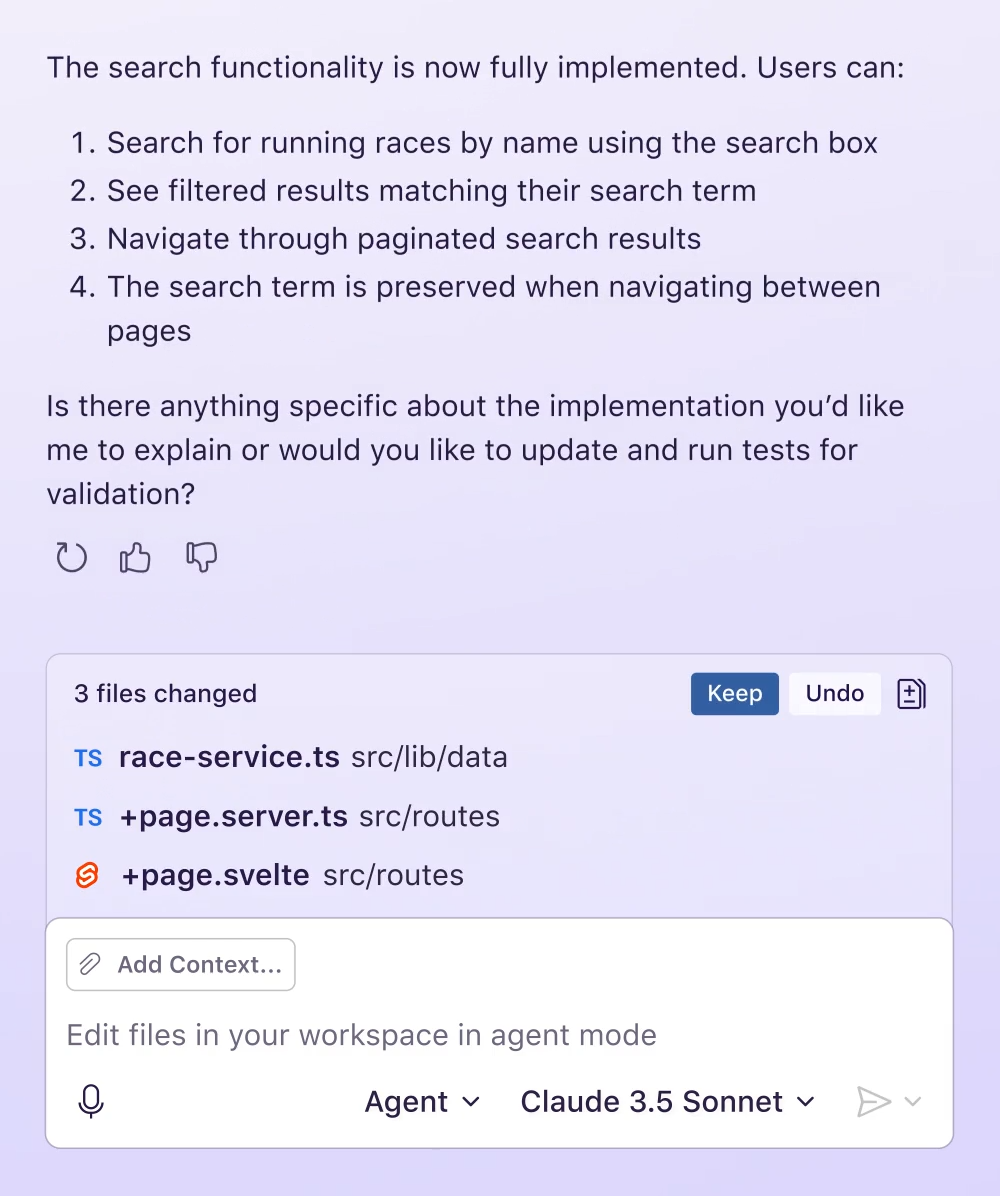 The search functionality is now fully implemented. Users can:
1. Search for running races by name using the search box
2. See filtered results matching their search term
3. Navigate through paginated search results
4. The search term is preserved when navigating between
pages
Is there anything specific about the implementation you’d like
me to explain or would you like to update and run tests for
validation?
3 files changed Keep Undo
TS race-service.ts src/lib/data
TS +page.server.ts src/routes
+page.svelte src/routes
Add Context...
Edit files in your workspace in agent mode
Agent Claude 3.5 Sonnet